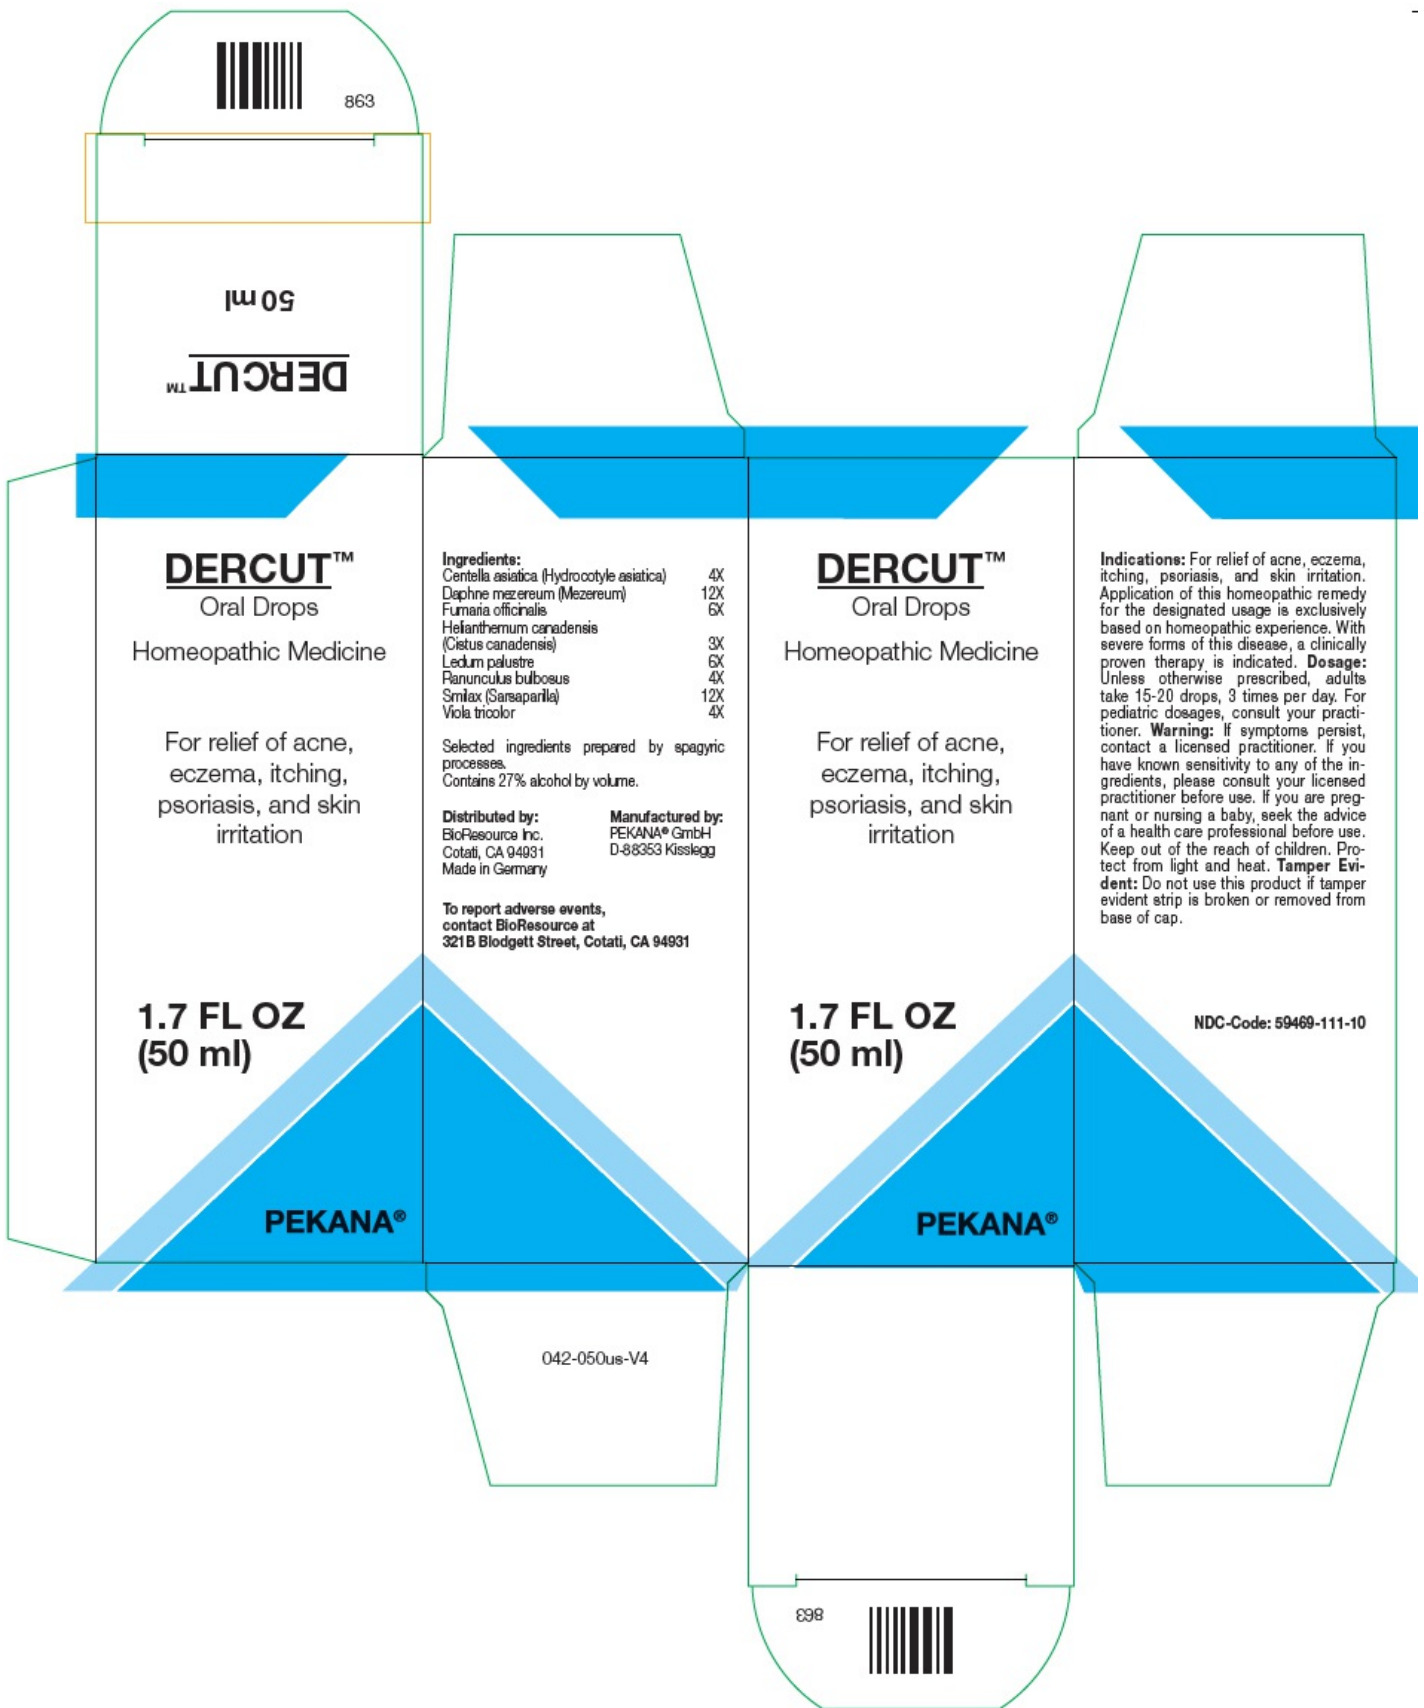 863
50 ml
DERCUT™
DERCUT™
Oral Drops
Homeopathic Medicine
For relief of acne,
eczema, itching,
psoriasis, and skin
irritation
1.7 FL OZ
(50 ml)
PEKANA®
Ingredients:
Centella asiatica (Hydrocotyle asiatica) 4X
Daphne mezereum (Mezereum) 12X
Fumaria officinalis 6X
Helianthemum canadensis
(Cistus canadensis) 3X
Ledum palustre 6X
Ranunculus bulbosus 4X
Smilax (Sarsaparilla) 12X
Viola tricolor 4X
Selected ingredients prepared by spagyric
processes.
Contains 27% alcohol by volume.
Distributed by:
BioResource Inc.
Cotati, CA 94931
Made in Germany
Manufactured by:
PEKANA® GmbH
D-88353 Kisslegg
To report adverse events,
contact BioResource at
321B Blodgett Street, Cotati, CA 94931
042-050us-V4
DERCUT™
Oral Drops
Homeopathic Medicine
For relief of acne,
eczema, itching,
psoriasis, and skin
irritation
1.7 FL OZ
(50 ml)
PEKANA®
863
Indications: For relief of acne, eczema,
itching, psoriasis, and skin irritation.
Application of this homeopathic remedy
for the designated usage is exclusively
based on homeopathic experience. With
severe forms of this disease, a clinically
proven therapy is indicated. Dosage:
Unless otherwise prescribed, adults
take 15-20 drops, 3 times per day. For
pediatric dosages, consult your practi-
tioner. Warning: If symptoms persist,
contact a licensed practitioner. If you
have known sensitivity to any of the in-
gredients, please consult your licensed
practitioner before use. If you are preg-
nant or nursing a baby, seek the advice
of a health care professional before use.
Keep out of the reach of children. Pro-
tect from light and heat. Tamper Evi-
dent: Do not use this product if tamper
evident strip is broken or removed from
base of cap.
NDC-Code: 59469-111-10